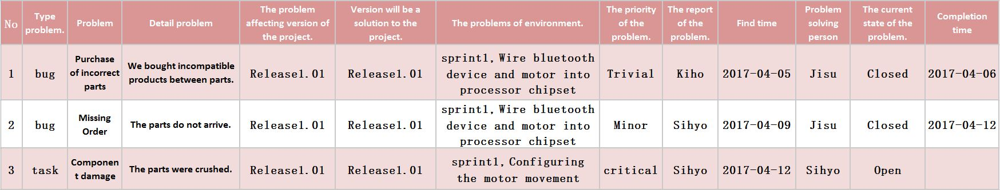 No
Type
problem.
Problem
Detail problem
The problem
affecting version of
the project.
Version will be a
solution to the
project.
The problems of environment.
The priority
of the
problem.
The report
of the
problem.
Find time
Problem
solving
person
The current
state of the
problem.
Completion
time
1
bug
Purchase
of incorrect
parts
We bought incompatible
products between parts.
Release1.01
Release1.01
sprint1, Wire bluetooth
device and motor into
processor chipset
Trivial
Kiho
2017-04-05
Jisu
Closed
2017-04-06
2
bug
Missing
Order
The parts do not arrive.
Release1.01
Release1.01
sprint1, Wire bluetooth
device and motor into
processor chipset
Minor
Sihyo
2017-04-09
Jisu
Closed
2017-04-12
3
task
Componen
t damage
The parts were crushed.
Release1.01
Release1.01
sprint1, Configuring
the motor movement
critical
Sihyo
2017-04-12
Sihyo
Open